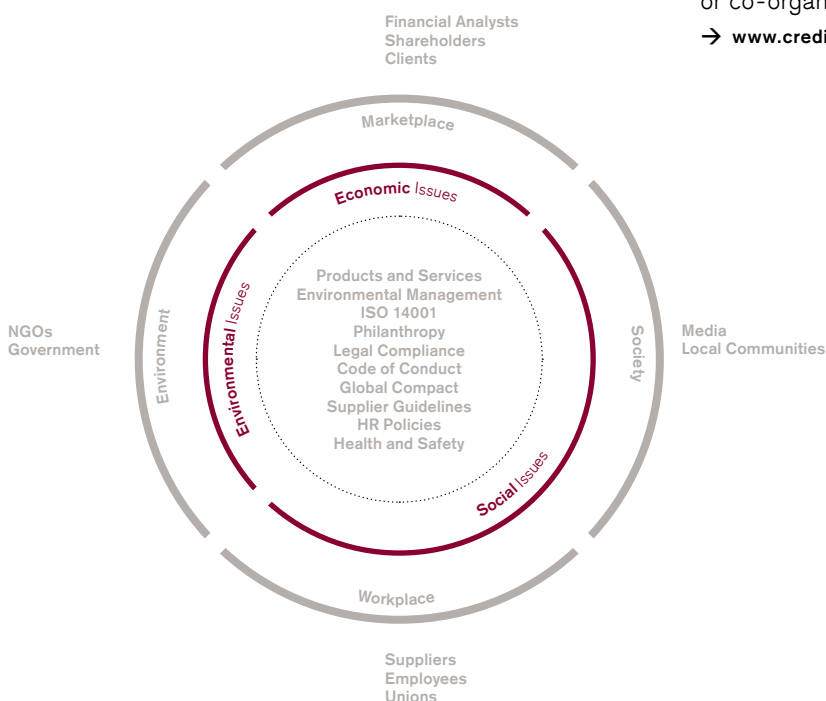 or co-organ
→ www.credi
Financial Analysts
Shareholders
Clients
Marketplace
Economic Issues
Products and Services
Environmental Management
ISO 14001
Philanthropy
Legal Compliance
Code of Conduct
Global Compact
Supplier Guidelines
HR Policies
Health and Safety
NGOs
Government
Environment
Environmental Issues
Society
Media
Local Communities
Social Issues
Workplace
Suppliers
Employees
Unions